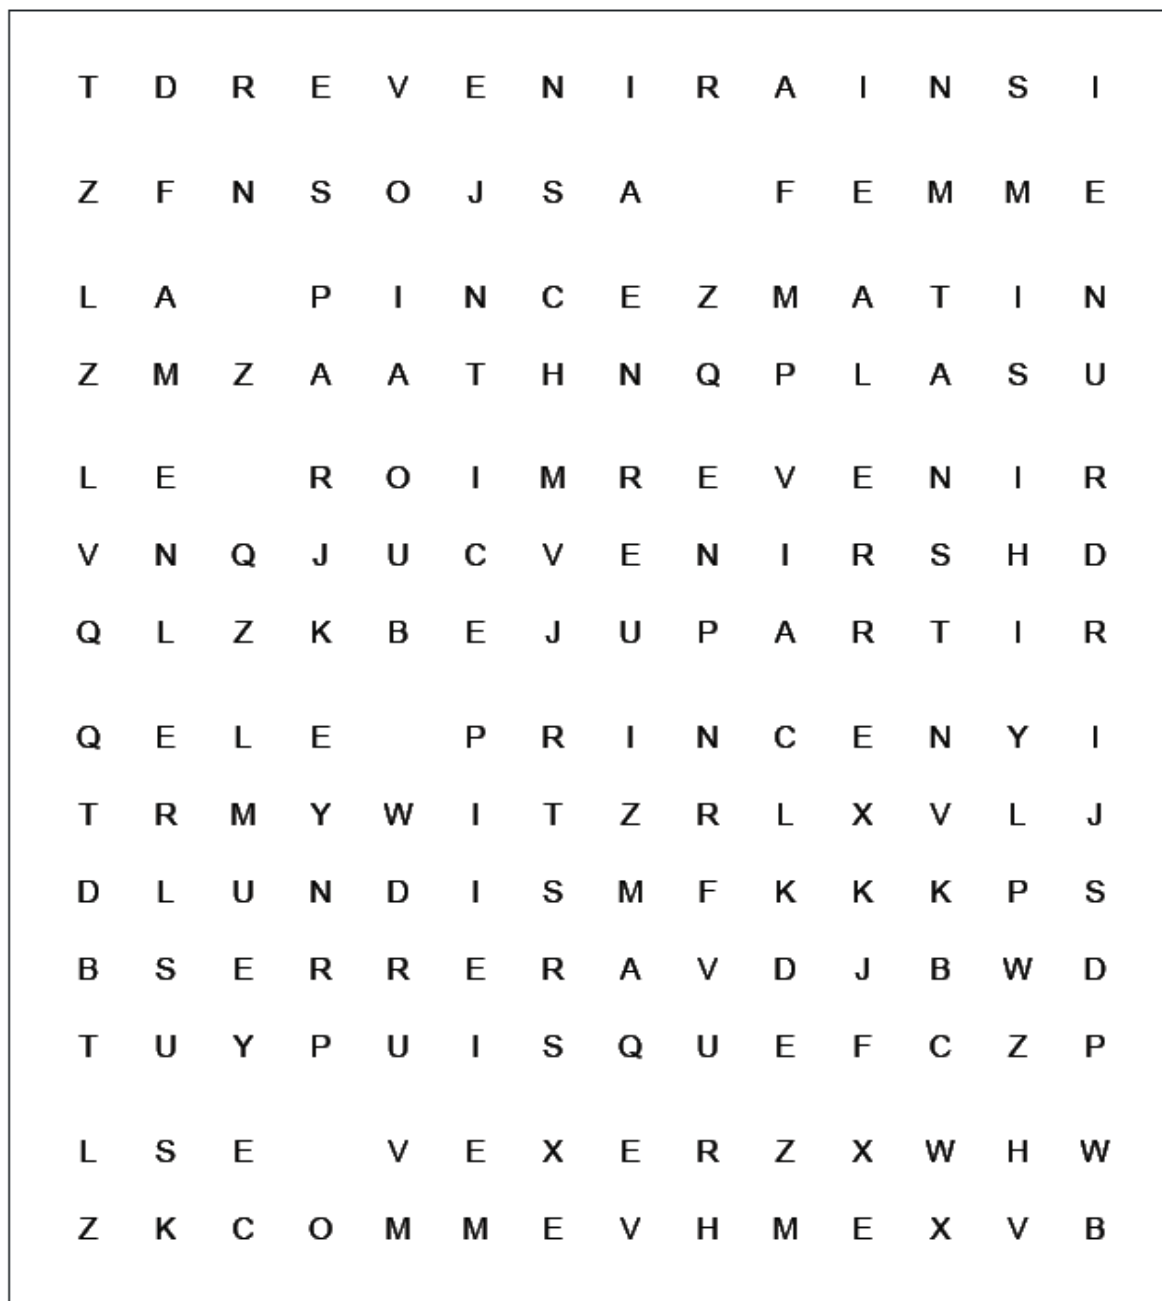 T D R E V E N I R A I N S I
Z F N S O J S A   F E M M E
L A   P I N C E Z M A T I N
Z M Z A A T H N Q P L A S U
L E   R O I M R E V E N I R
V N Q J U C V E N I R S H D
Q L Z K B E J U P A R T I R
Q E L E   P R I N C E N Y I
T R M Y W I T Z R L X V L J
D L U N D I S M F K K K P S
B S E R R E R A V D J B W D
T U Y P U I S Q U E F C Z P
L S E   V E X E R Z X W H W
Z K C O M M E V H M E X V B